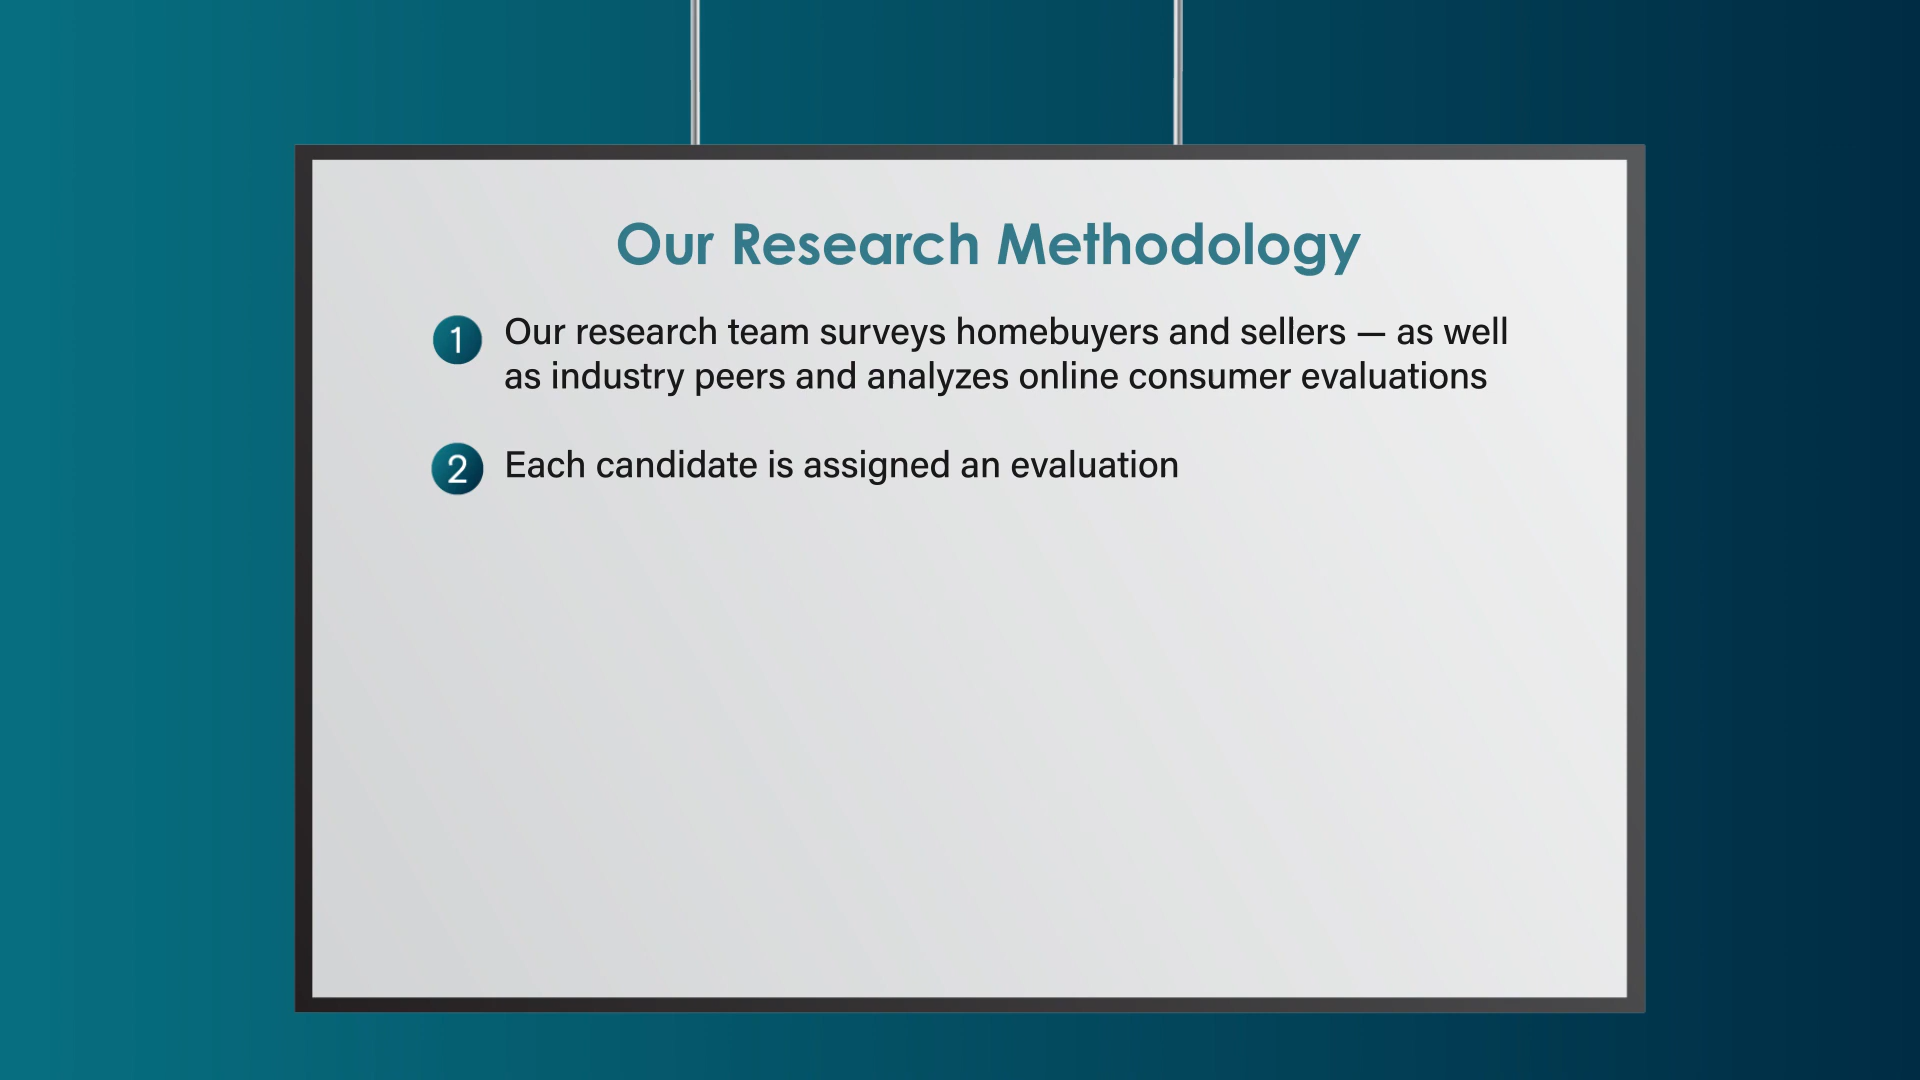 Our Research Methodology
1 Our research team surveys homebuyers and sellers — as well
as industry peers and analyzes online consumer evaluations
2 Each candidate is assigned an evaluation